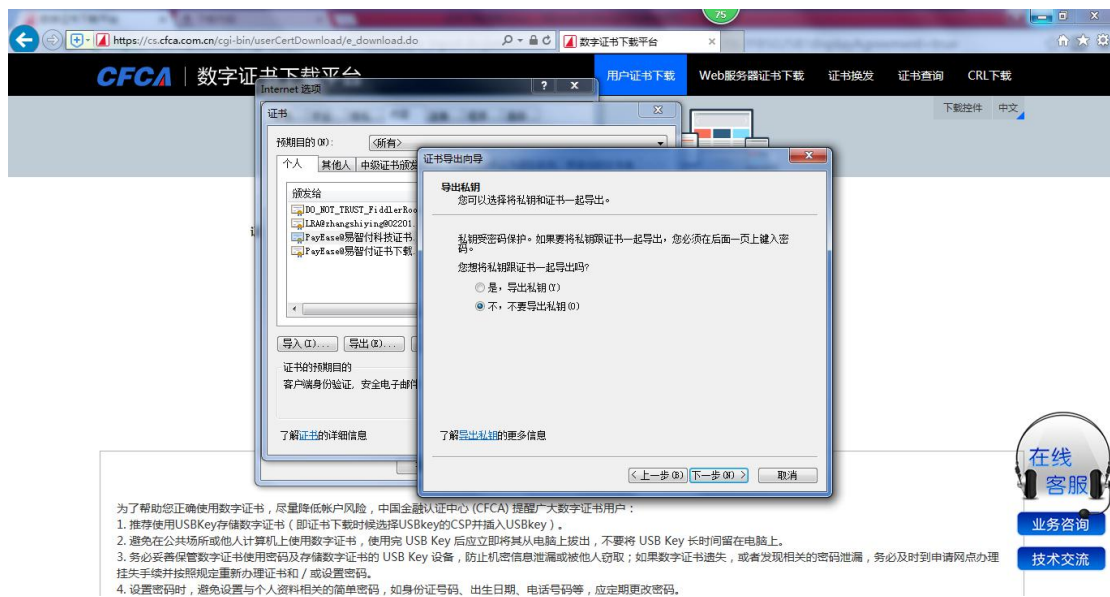 75
https://cs.cfca.com.cn/cgi-bin/userCertDownload/e_download.do
数字证书下载平台
CFCA 数字证书下载平台
用户证书下载 Web服务器证书下载 证书换发 证书查询 CRL下载
下载控件 中文
Internet 选项
证书
预期目的(N): <所有>
个人 其他人 中级证书颁发
颁发给
DO_NOT_TRUST_FiddlerRoo
LRA@zhangshiying@02201.
PayEase@易智付科技证书.
PayEase@易智付证书下载.
导入(I)... 导出(E)...
证书的预期目的
客户端身份验证, 安全电子邮件
了解证书的详细信息
证书导出向导
导出私钥
您可以选择将私钥和证书一起导出。
私钥受密码保护。如果要将私钥跟证书一起导出,您必须在后面一页上键入密
码。
您想将私钥跟证书一起导出吗?
是,导出私钥(Y)
不,不要导出私钥(O)
了解导出私钥的更多信息
<上一步(B) 下一步(N) > 取消
在线
客服
业务咨询
技术交流
为了帮助您正确使用数字证书,尽量降低帐户风险,中国金融认证中心 (CFCA) 提醒广大数字证书用户:
1. 推荐使用USBKey存储数字证书(即证书下载时候选择USBkey的CSP并插入USBkey)。
2. 避免在公共场所或他人计算机上使用数字证书,使用完 USB Key 后应立即将其从电脑上拔出,不要将 USB Key 长时间留在电脑上。
3. 务必妥善保管数字证书使用密码及存储数字证书的 USB Key 设备,防止机密信息泄漏或被他人窃取;如果数字证书遗失,或者发现相关的密码泄漏,务必及时到申请网点办理
挂失手续并按照规定重新办理证书和 / 或设置密码。
4. 设置密码时,避免设置与个人资料相关的简单密码,如身份证号码、出生日期、电话号码等,应定期更改密码。